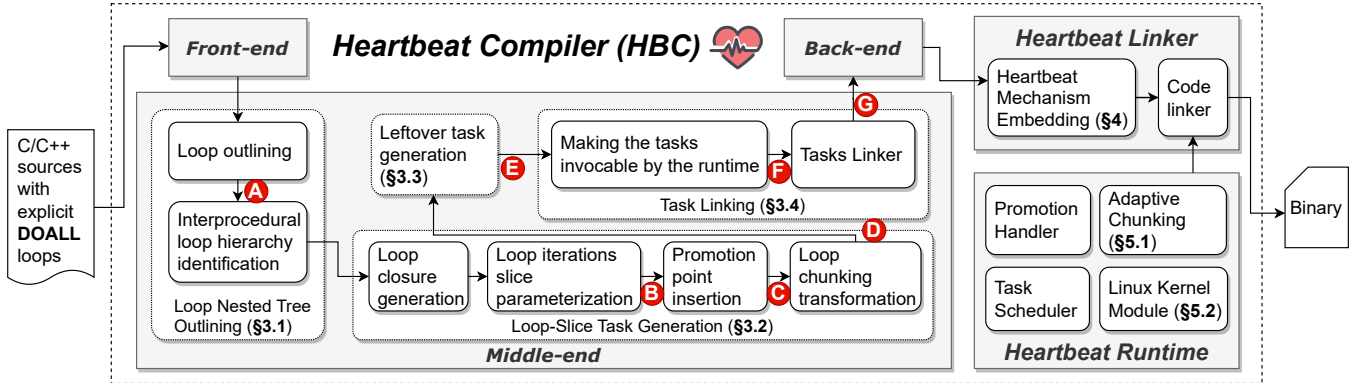 Front-end
Heartbeat Compiler (HBC)
Back-end
Heartbeat Linker
Heartbeat
Mechanism
Embedding (§4)
Code
linker
C/C++
sources
with
explicit
DOALL
loops
Loop outlining
A
Interprocedural
loop hierarchy
identification
Loop Nested Tree
Outlining (§3.1)
Leftover task
generation
(§3.3)
E
Making the tasks
invocable by the runtime
F
Tasks Linker
G
Task Linking (§3.4)
D
Loop
closure
generation
Loop iterations
slice
parameterization
B
Promotion
point
insertion
C
Loop
chunking
transformation
Loop-Slice Task Generation (§3.2)
Middle-end
Promotion
Handler
Adaptive
Chunking
(§5.1)
Task
Scheduler
Linux Kernel
Module (§5.2)
Heartbeat Runtime
Binary